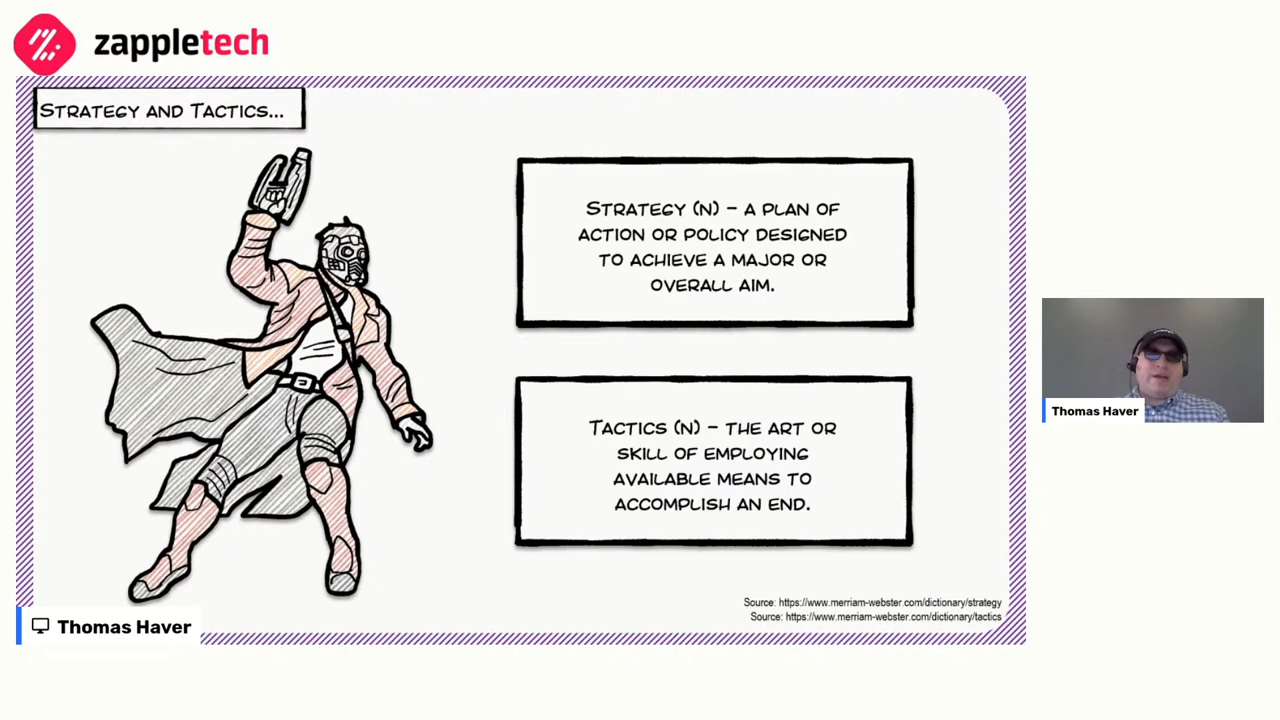 zappletech
Strategy and Tactics...
Strategy (n) – a plan of
action or policy designed
to achieve a major or
overall aim.
Tactics (n) – the art or
skill of employing
available means to
accomplish an end.
Source: https://www.merriam-webster.com/dictionary/strategy
Source: https://www.merriam-webster.com/dictionary/tactics
Thomas Haver
Thomas Haver